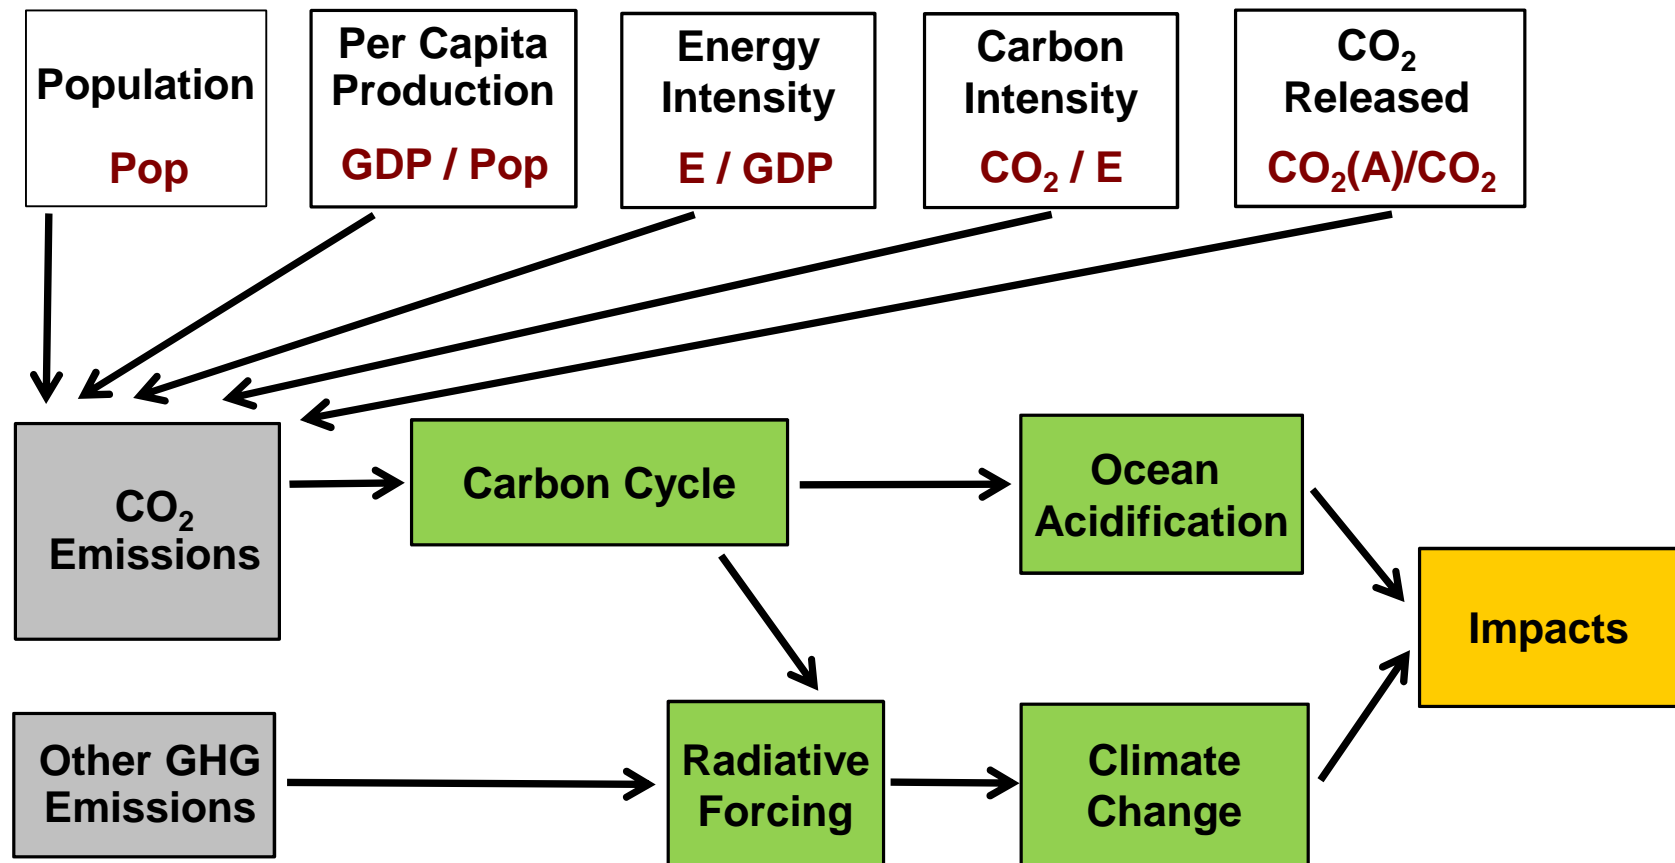 Population
Pop
Per Capita
Production
GDP / Pop
Energy
Intensity
E / GDP
Carbon
Intensity
CO₂ / E
CO₂
Released
CO₂(A)/CO₂
CO₂
Emissions
Carbon Cycle
Ocean
Acidification
Impacts
Other GHG
Emissions
Radiative
Forcing
Climate
Change